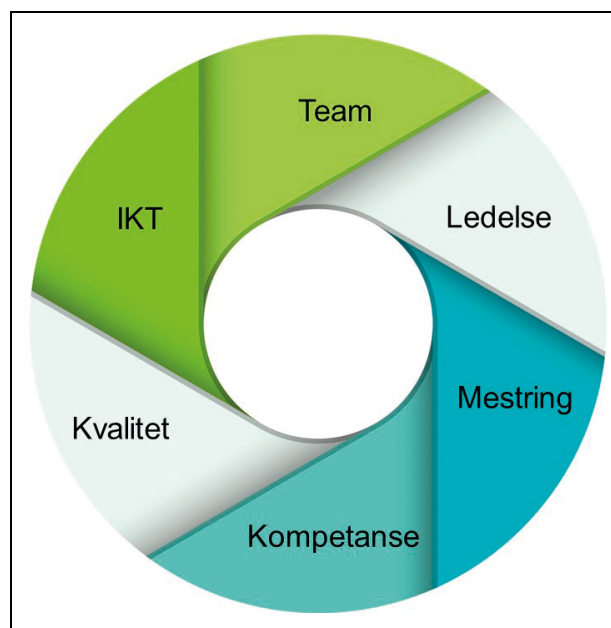 Team
Ledelse
Mestring
Kompetanse
Kvalitet
IKT